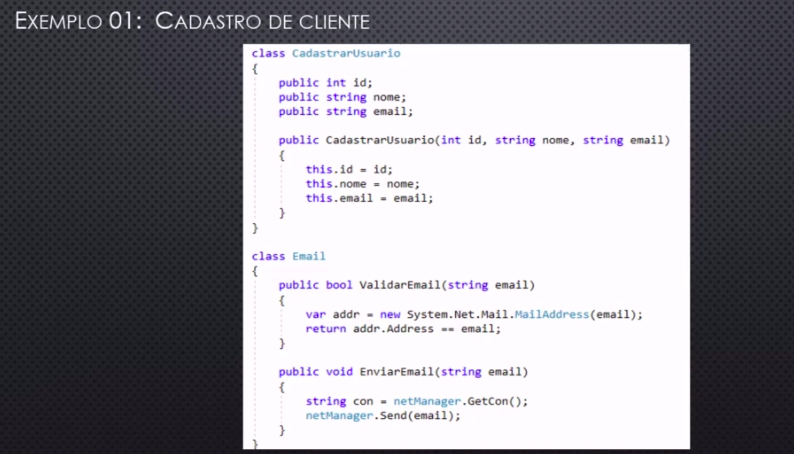 EXEMPLO 01: CADASTRO DE CLIENTE
class CadastrarUsuario
{
public int id;
public string nome;
public string email;
public CadastrarUsuario(int id, string nome, string email)
{
this.id = id;
this.nome = nome;
this.email = email;
}
}
class Email
{
public bool ValidarEmail(string email)
{
var addr = new System.Net.Mail.MailAddress(email);
return addr.Address == email;
}
public void EnviarEmail(string email)
{
string con = netManager.GetCon();
netManager.Send(email);
}
}